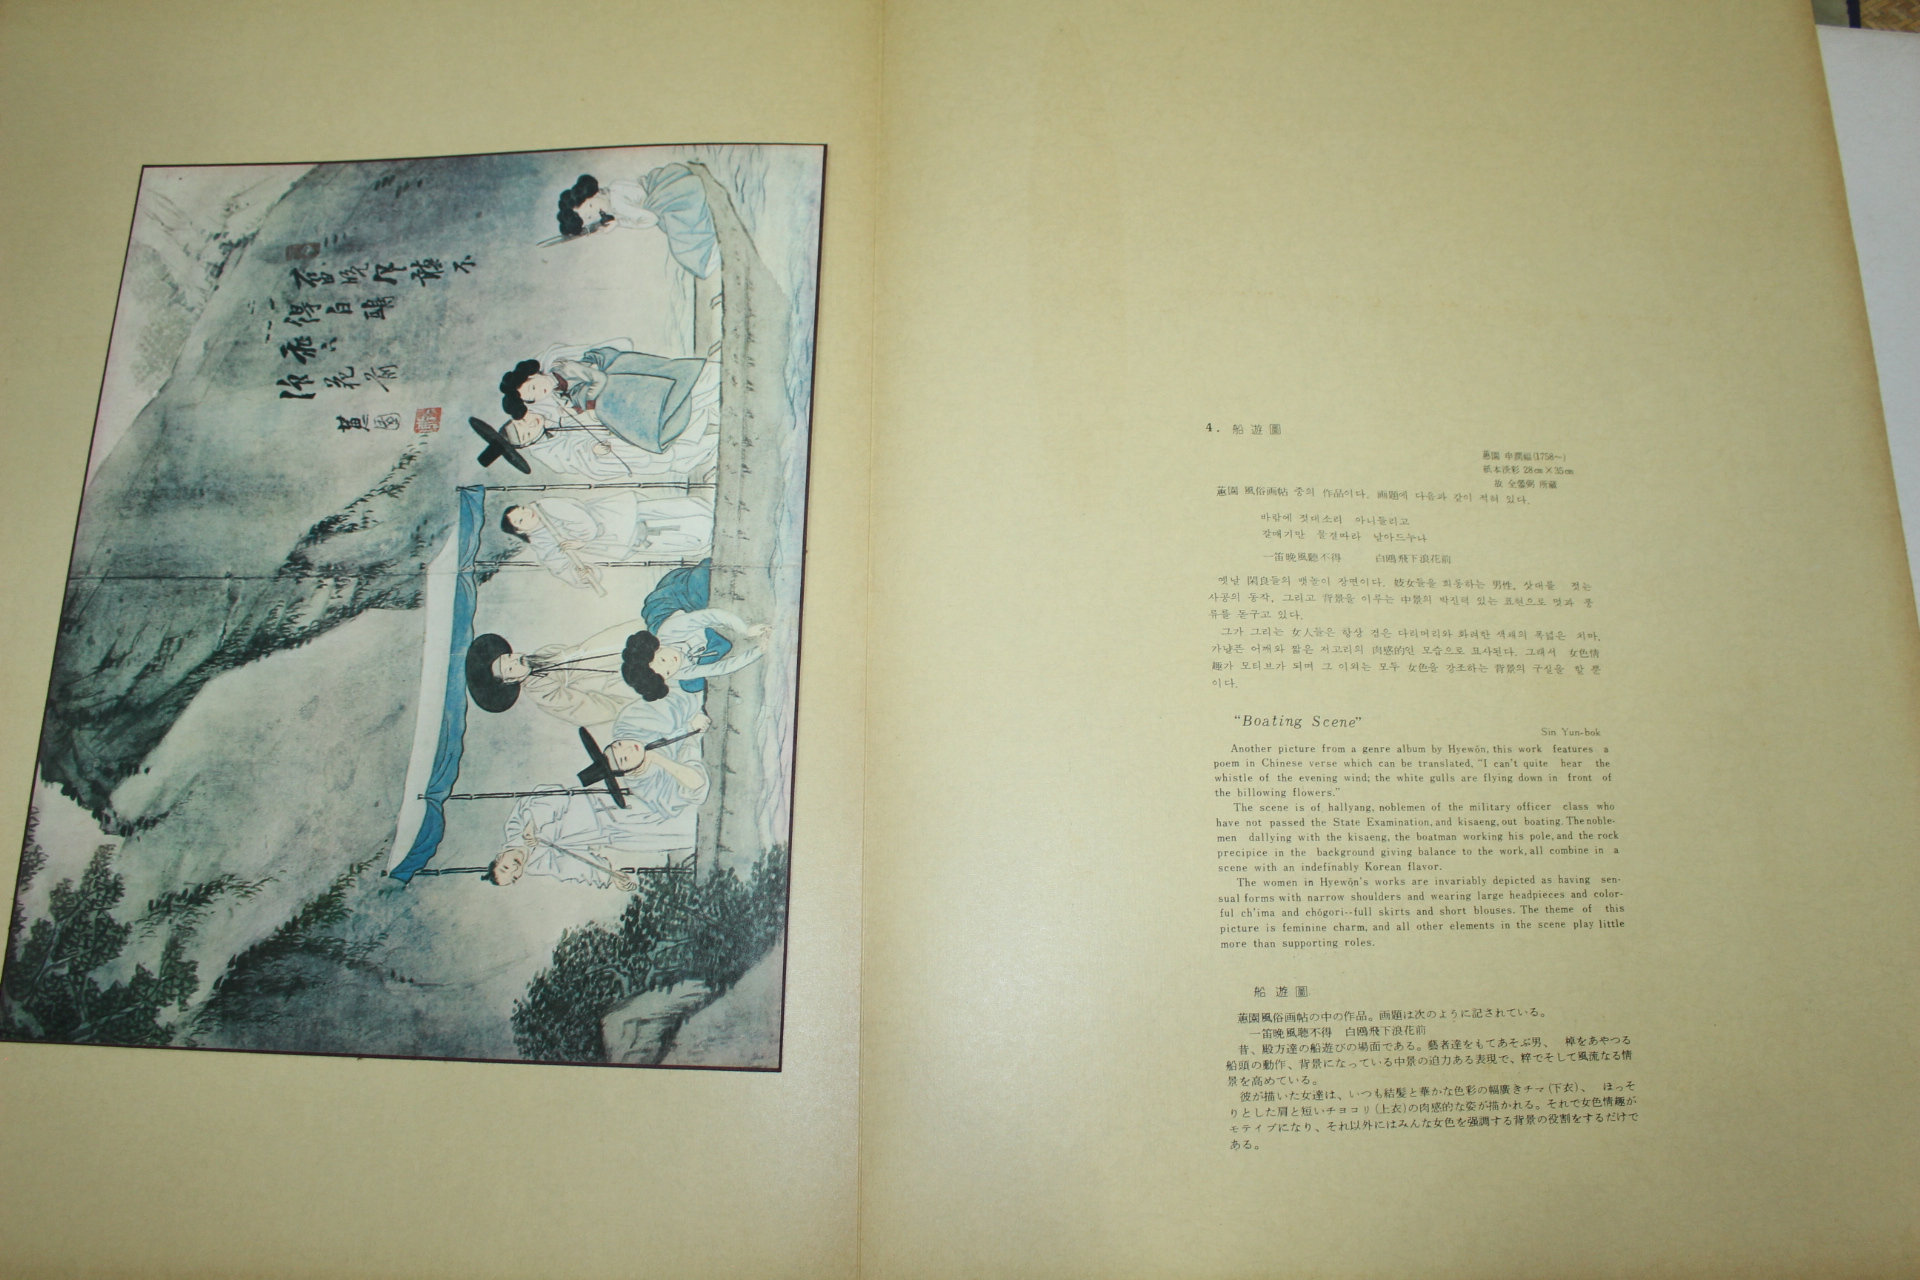 4. 船遊圖
蕙園 申潤福(1758~)
紙本淡彩 28㎝×35㎝
故 全鎣弼 所蔵
蕙園 風俗画帖 중의 作品이다. 画題에 다음과 같이 적혀 있다.
바람에 젓대소리 아니들리고
갈매기만 물결따라 날아드누나
一笛晩風聽不得 白鴎飛下浪花前
옛날 閑良들의 뱃놀이 장면이다. 妓女들을 희롱하는 男性, 삿대를 젓는
사공의 동작, 그리고 背景을 이루는 中景의 박진력 있는 표현으로 멋과 풍
류를 돋구고 있다.
그가 그리는 女人들은 항상 검은 다리머리와 화려한 색채의 폭넓은 치마,
가냘픈 어깨와 짧은 저고리의 肉感的인 모습으로 묘사된다. 그래서 女色情
趣가 모티브가 되며 그 이외는 모두 女色을 강조하는 背景의 구실을 할 뿐
이다.
"Boating Scene"
Sin Yun-bok
Another picture from a genre album by Hyewŏn, this work features a
poem in Chinese verse which can be translated, "I can't quite hear the
whistle of the evening wind; the white gulls are flying down in front of
the billowing flowers."
The scene is of hallyang, noblemen of the military officer class who
have not passed the State Examination, and kisaeng, out boating. The noble-
men dallying with the kisaeng, the boatman working his pole, and the rock
precipice in the background giving balance to the work, all combine in a
scene with an indefinably Korean flavor.
The women in Hyewŏn's works are invariably depicted as having sen-
sual forms with narrow shoulders and wearing large headpieces and color-
ful ch'ima and chŏgori--full skirts and short blouses. The theme of this
picture is feminine charm, and all other elements in the scene play little
more than supporting roles.
船遊圖
蕙園風俗画帖の中の作品。画題は次のように記されている。
一笛晩風聴不得 白鴎飛下浪花前
昔、殿方達の船遊びの場面である。藝者達をもてあそぶ男、 棹をあやつる
船頭の動作、背景になっている中景の迫力ある表現で、粋でそして風流なる情
景を高めている。
彼が描いた女達は、いつも結髪と華かな色彩の幅廣きチマ(下衣)、 ほっそ
りとした肩と短いチョコリ(上衣)の肉感的な姿が描かれる。それで女色情趣が
モティブになり、それ以外にはみんな女色を強調する背景の役割をするだけで
ある。